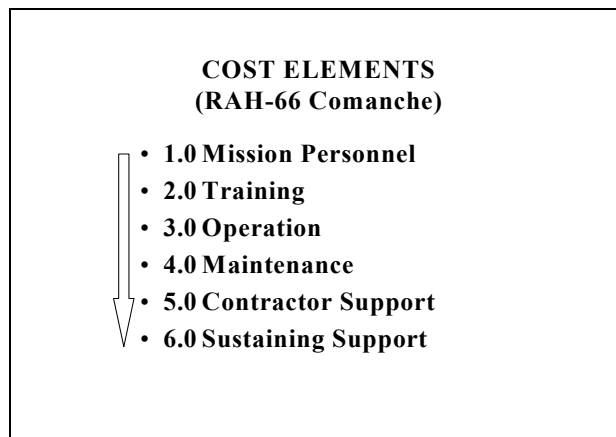 COST ELEMENTS
(RAH-66 Comanche)
• 1.0 Mission Personnel
• 2.0 Training
• 3.0 Operation
• 4.0 Maintenance
• 5.0 Contractor Support
• 6.0 Sustaining Support